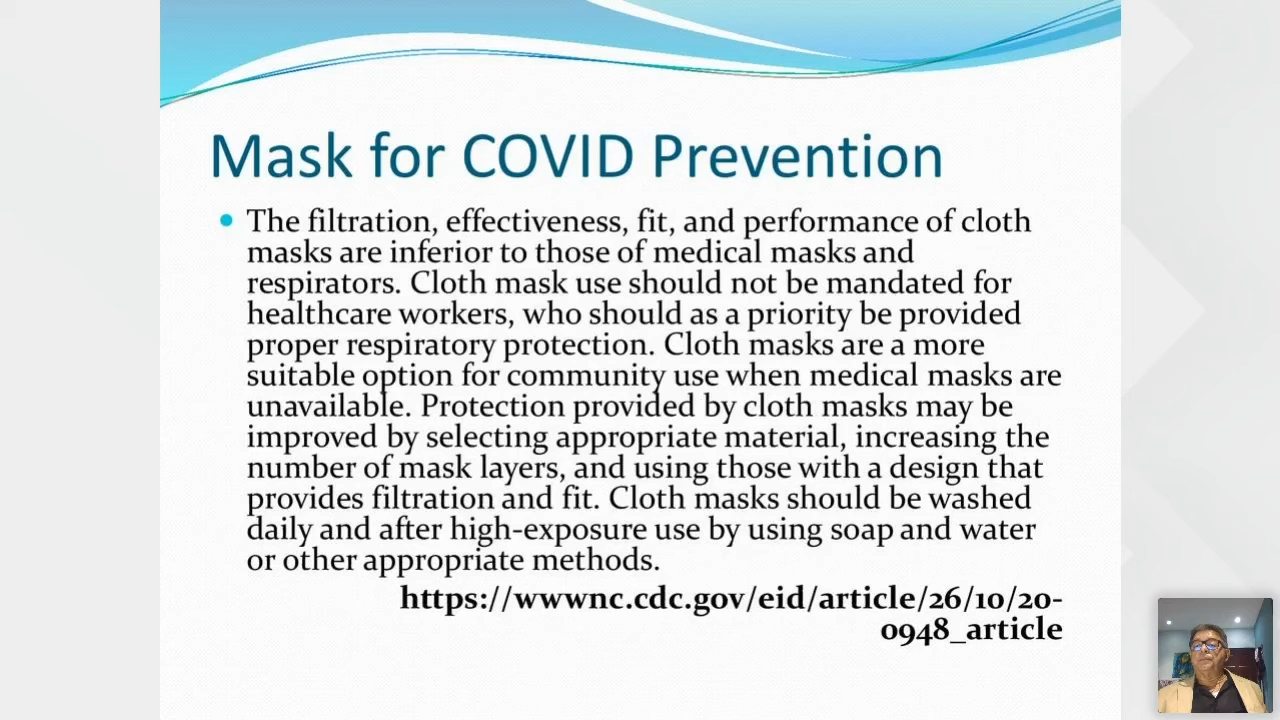 Mask for COVID Prevention
• The filtration, effectiveness, fit, and performance of cloth
masks are inferior to those of medical masks and
respirators. Cloth mask use should not be mandated for
healthcare workers, who should as a priority be provided
proper respiratory protection. Cloth masks are a more
suitable option for community use when medical masks are
unavailable. Protection provided by cloth masks may be
improved by selecting appropriate material, increasing the
number of mask layers, and using those with a design that
provides filtration and fit. Cloth masks should be washed
daily and after high-exposure use by using soap and water
or other appropriate methods.
https://wwwnc.cdc.gov/eid/article/26/10/20-
0948_article